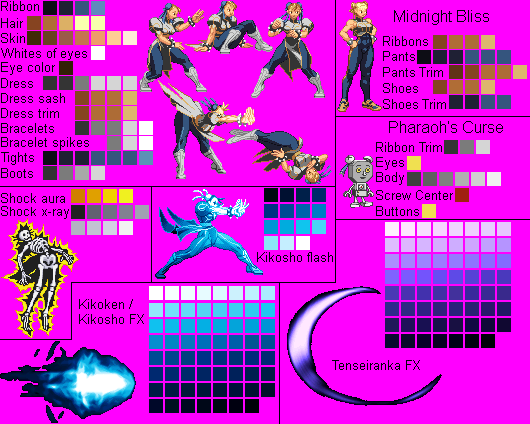 Ribbon
Hair
Skin
Whites of eyes
Eye color
Dress
Dress sash
Dress trim
Bracelets
Bracelet spikes
Tights
Boots
Midnight Bliss
Ribbons
Pants
Pants Trim
Shoes
Shoes Trim
Pharaoh's Curse
Ribbon Trim
Eyes
Body
Screw Center
Buttons
Shock aura
Shock x-ray
Kikosho flash
Kikoken /
Kikosho FX
Tenseiranka FX